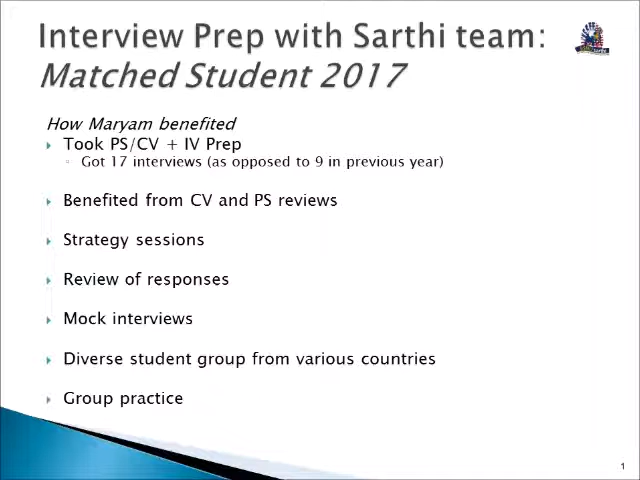 Interview Prep with Sarthi team:
Matched Student 2017
How Maryam benefited
Took PS/CV + IV Prep
Got 17 interviews (as opposed to 9 in previous year)
Benefited from CV and PS reviews
Strategy sessions
Review of responses
Mock interviews
Diverse student group from various countries
Group practice
1